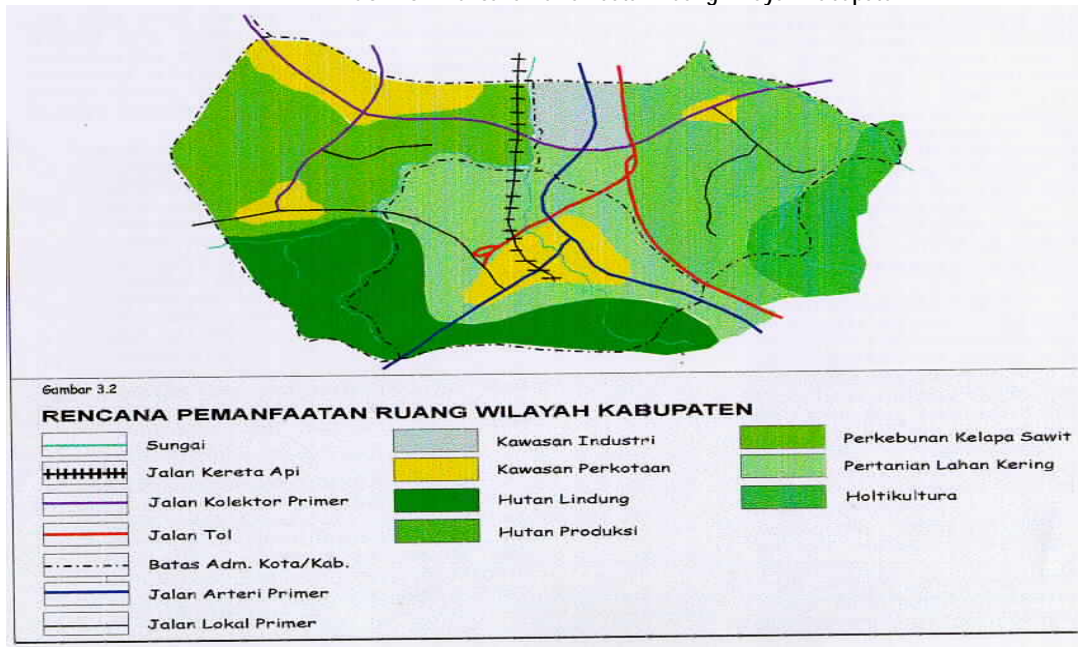 Gambar 3.2
RENCANA PEMANFAATAN RUANG WILAYAH KABUPATEN
Sungai
Jalan Kereta Api
Jalan Kolektor Primer
Jalan Tol
Batas Adm. Kota/Kab.
Jalan Arteri Primer
Jalan Lokal Primer
Kawasan Industri
Kawasan Perkotaan
Hutan Lindung
Hutan Produksi
Perkebunan Kelapa Sawit
Pertanian Lahan Kering
Holtikultura